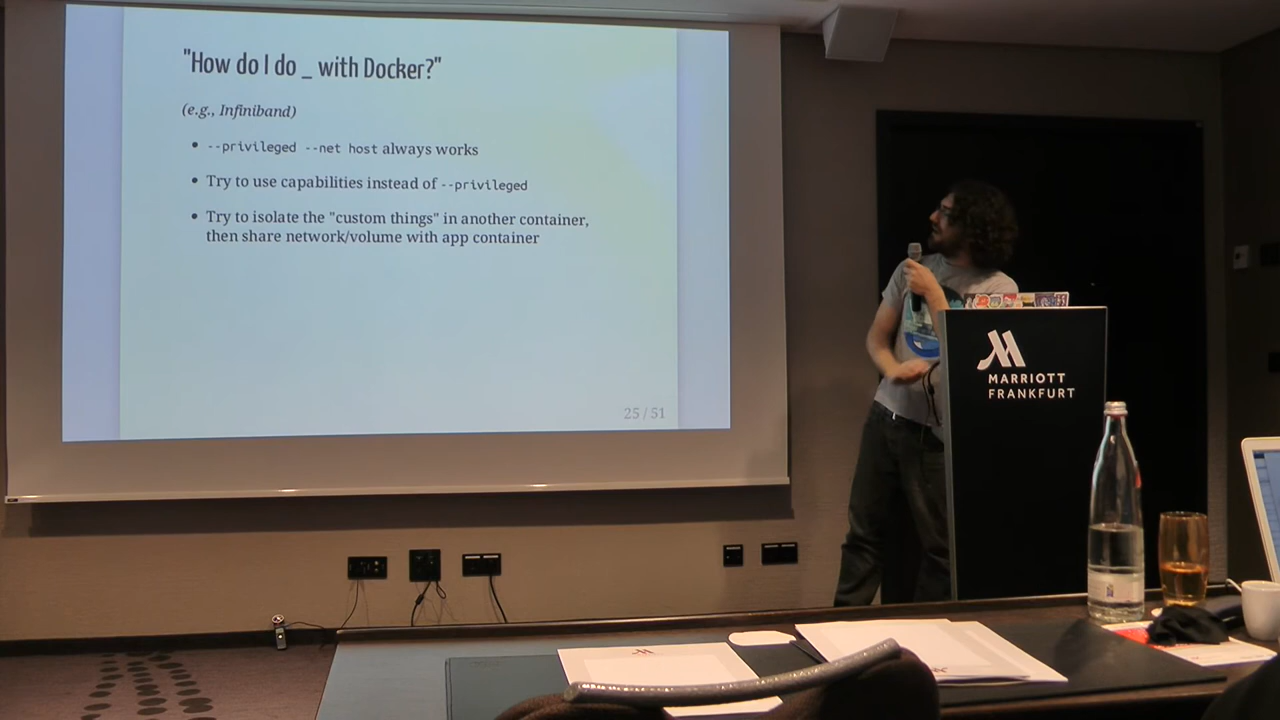 "How do I do _ with Docker?"
(e.g., Infiniband)
• --privileged --net host always works
• Try to use capabilities instead of --privileged
• Try to isolate the "custom things" in another container,
then share network/volume with app container
25 / 51
MARRIOTT
FRANKFURT